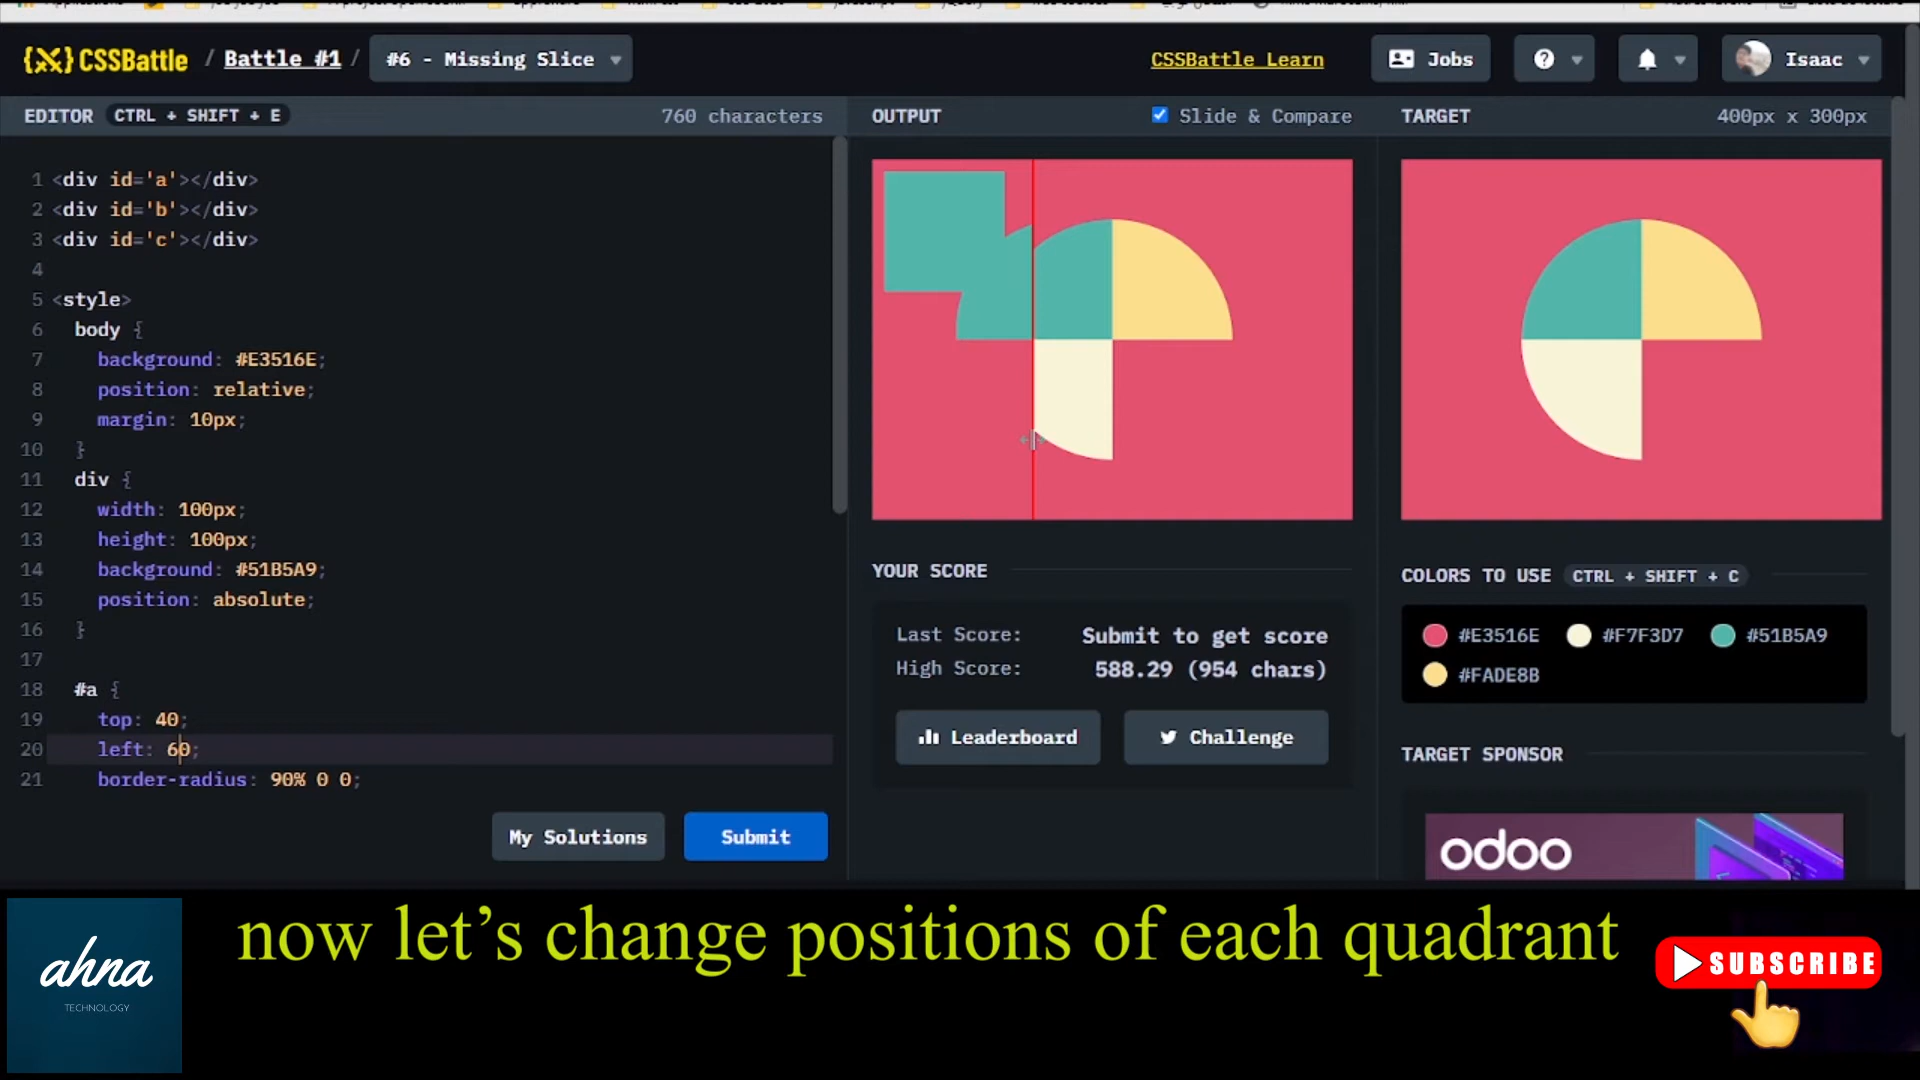 {X} CSSBattle / Battle #1 / #6 - Missing Slice
CSSBattle Learn
Jobs
Isaac
EDITOR CTRL + SHIFT + E 760 characters
OUTPUT Slide & Compare
TARGET 400px x 300px
1 <div id='a'></div>
2 <div id='b'></div>
3 <div id='c'></div>
4
5 <style>
6 body {
7 background: #E3516E;
8 position: relative;
9 margin: 10px;
10 }
11 div {
12 width: 100px;
13 height: 100px;
14 background: #51B5A9;
15 position: absolute;
16 }
17
18 #a {
19 top: 40;
20 left: 60;
21 border-radius: 90% 0 0;
My Solutions
Submit
YOUR SCORE
Last Score: Submit to get score
High Score: 588.29 (954 chars)
Leaderboard
Challenge
COLORS TO USE CTRL + SHIFT + C
#E3516E #F7F3D7 #51B5A9
#FADE8B
TARGET SPONSOR
odoo
ahna
TECHNOLOGY
now let's change positions of each quadrant
SUBSCRIBE